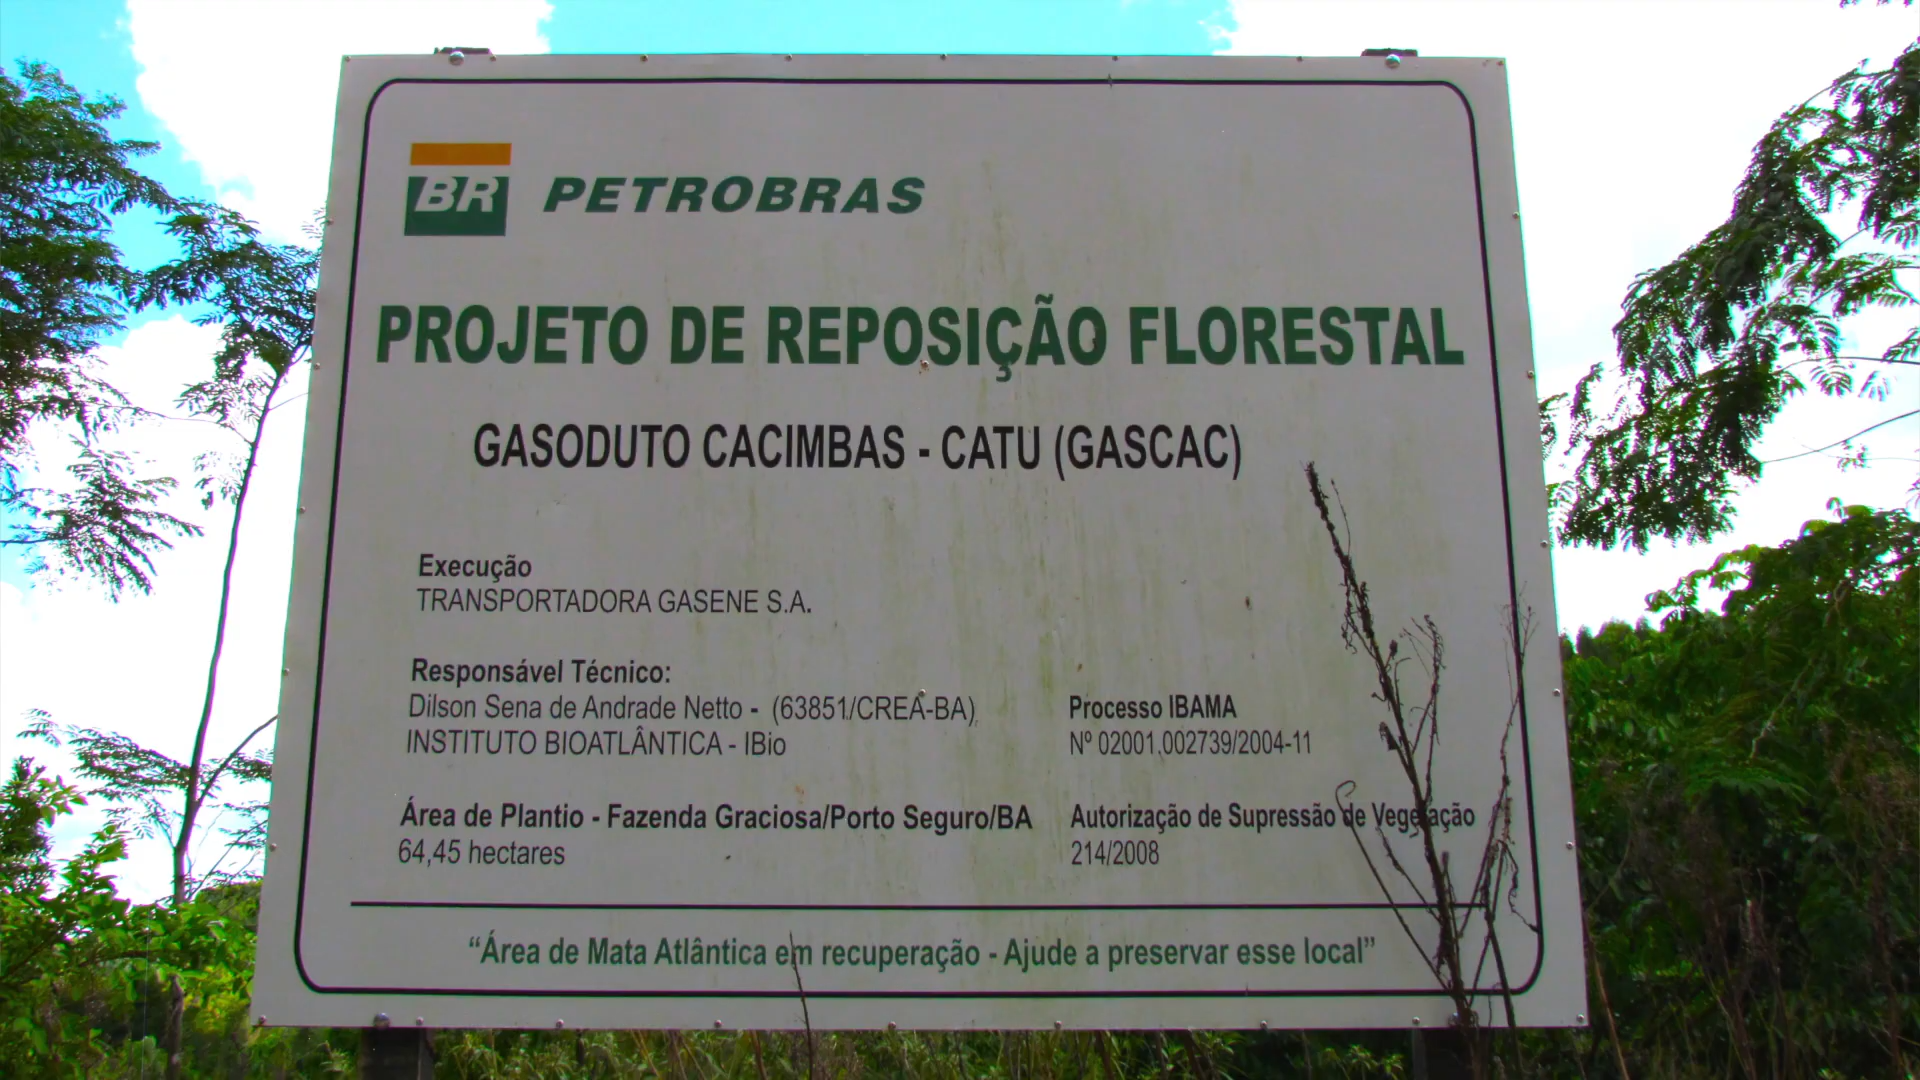 BR PETROBRAS
PROJETO DE REPOSIÇÃO FLORESTAL
GASODUTO CACIMBAS - CATU (GASCAC)
Execução
TRANSPORTADORA GASENE S.A.
Responsável Técnico:
Dilson Sena de Andrade Netto - (63851/CREA-BA)
INSTITUTO BIOATLÂNTICA - IBio
Processo IBAMA
Nº 02001.002739/2004-11
Área de Plantio - Fazenda Graciosa/Porto Seguro/BA
64,45 hectares
Autorização de Supressão de Vegetação
214/2008
“Área de Mata Atlântica em recuperação - Ajude a preservar esse local”